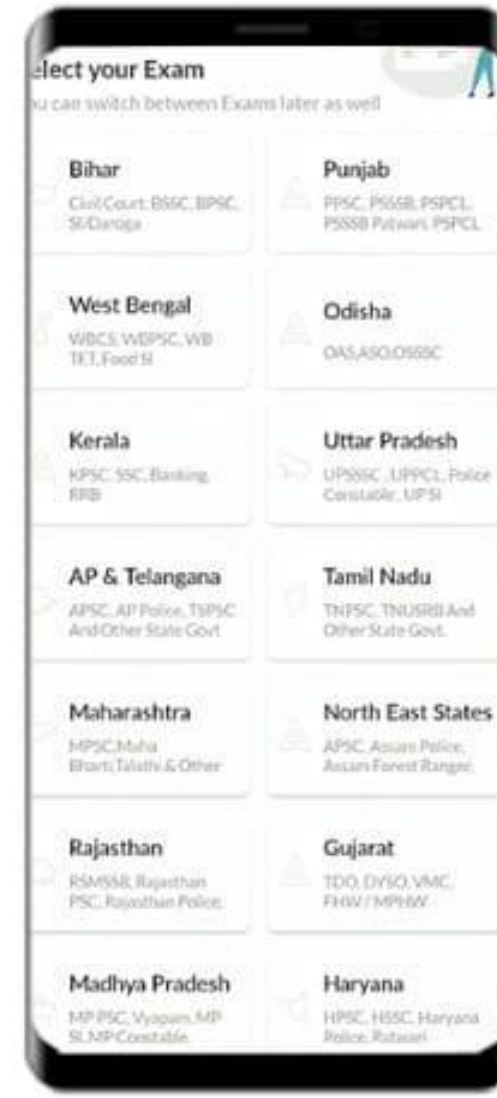 elect your Exam
ou can switch between Exams later as well
Bihar
Civil Court, BSSC, BPSC,
SI/Daroga
Punjab
PPSC, PSSSB, PSPCL,
PSSSB Patwari, PSPCL
West Bengal
WBCS, WBPSC, WB
TET, Food SI
Odisha
OAS,ASO,OSSSC
Kerala
KPSC, SSC, Banking,
RRB
Uttar Pradesh
UPSSSC , UPPCL, Police
Constable, UP SI
AP & Telangana
APSC, AP Police, TSPSC
And Other State Govt
Tamil Nadu
TNPSC, TNUSRB And
Other State Govt.
Maharashtra
MPSC,Maha
Bharti,Talathi & Other
North East States
APSC, Assam Police,
Assam Forest Ranger,
Rajasthan
RSMSSB, Rajasthan
PSC, Rajasthan Police,
Gujarat
TDO, DYSO, VMC,
FHW / MPHW
Madhya Pradesh
MP PSC, Vyapam, MP
SI, MP Constable,
Haryana
HPSC, HSSC, Haryana
Police, Patwari